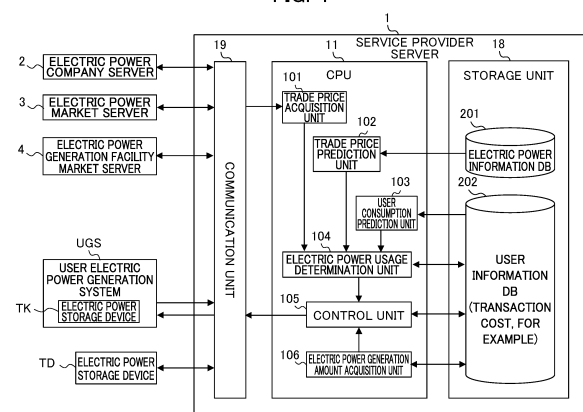 1
SERVICE PROVIDER
SERVER
19
11
CPU
18
STORAGE UNIT
2
ELECTRIC POWER
COMPANY SERVER
3
ELECTRIC POWER
MARKET SERVER
4
ELECTRIC POWER
GENERATION FACILITY
MARKET SERVER
COMMUNICATION UNIT
101
TRADE PRICE
ACQUISITION
UNIT
102
TRADE PRICE
PREDICTION
UNIT
103
USER
CONSUMPTION
PREDICTION UNIT
104
ELECTRIC POWER USAGE
DETERMINATION UNIT
105
CONTROL UNIT
106
ELECTRIC POWER GENERATION
AMOUNT ACQUISITION UNIT
201
ELECTRIC POWER
INFORMATION DB
202
USER
INFORMATION
DB
(TRANSACTION
COST, FOR
EXAMPLE)
UGS
USER ELECTRIC
POWER GENERATION
SYSTEM
TK
ELECTRIC POWER
STORAGE DEVICE
TD
ELECTRIC POWER
STORAGE DEVICE